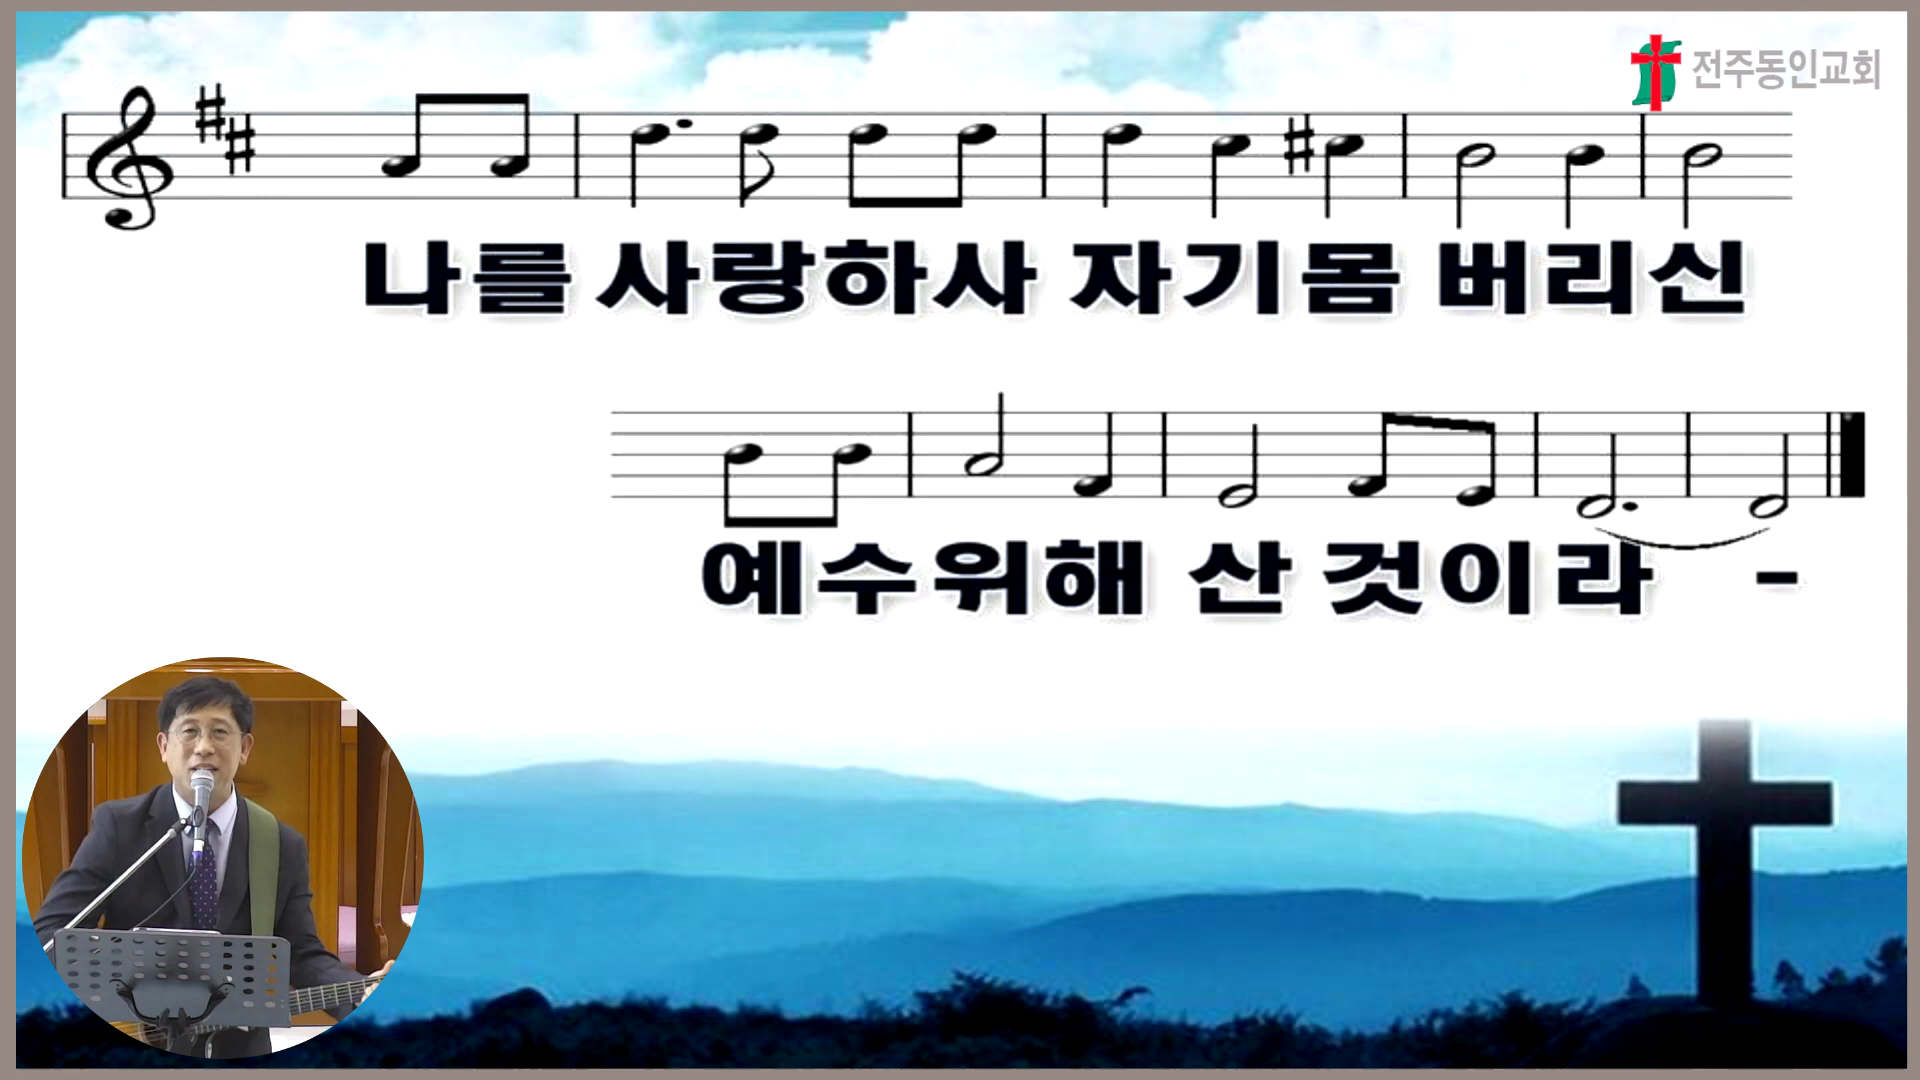 전주동인교회
나를 사랑하사 자기 몸 버리신
예수위해 산 것이라 -